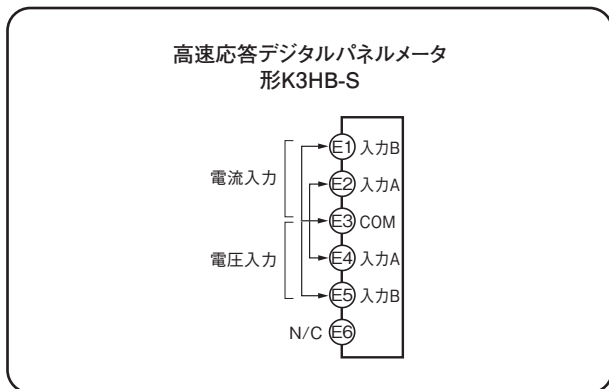 高速応答デジタルパネルメータ
形K3HB-S
E1 入力B
電流入力
E2 入力A
E3 COM
電圧入力
E4 入力A
E5 入力B
N/C E6